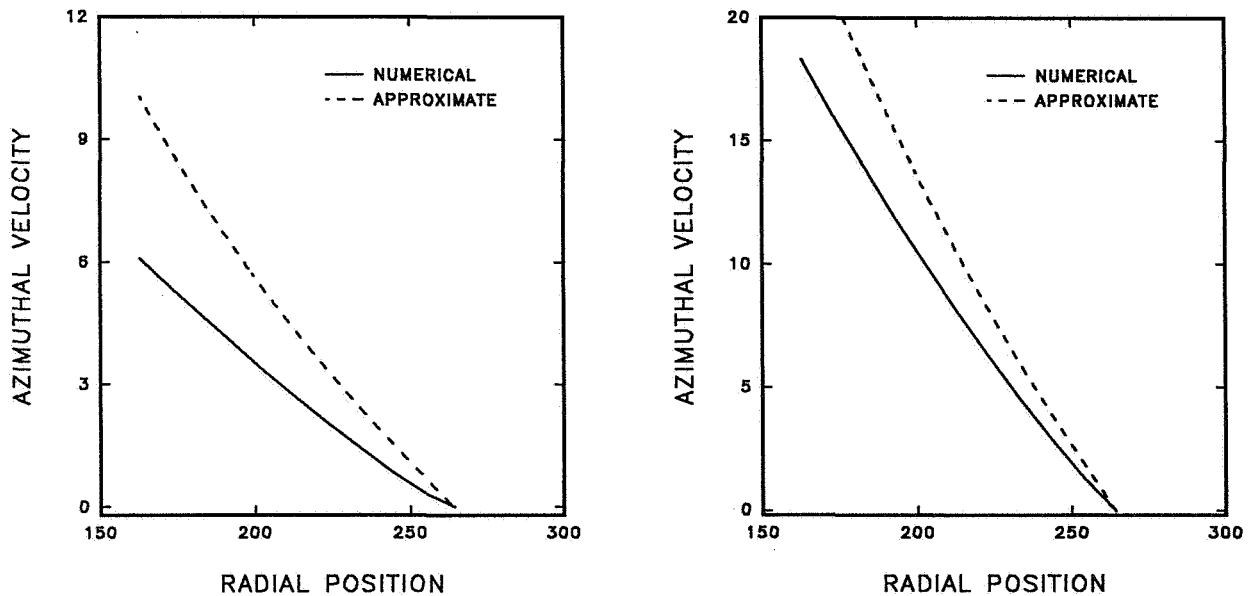 12
9
6
3
0
150
200
250
300
AZIMUTHAL VELOCITY
RADIAL POSITION
NUMERICAL
APPROXIMATE
20
15
10
5
0
150
200
250
300
AZIMUTHAL VELOCITY
RADIAL POSITION
NUMERICAL
APPROXIMATE